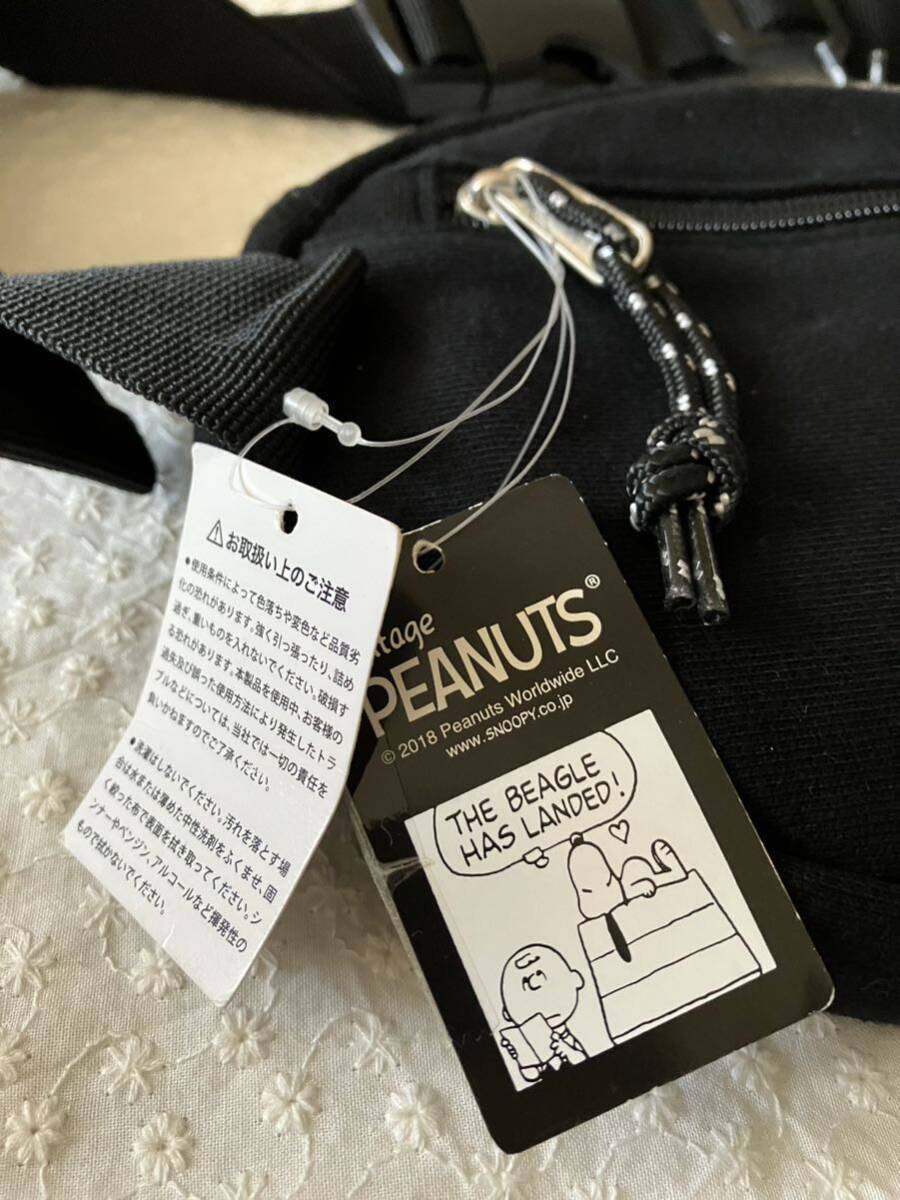 ⚠お取扱い上のご注意
●使用条件によって色落ちや変色など品質劣
化の恐れがあります。強く引っ張ったり、詰め
過ぎ、重いものを入れないでください。破損す
る恐れがあります。本製品を使用中、お客様の
過失及び誤った使用方法により発生したトラ
ブルなどについては、当社では一切の責任を
負いかねますのでご了承ください。
●洗濯はしないでください。汚れを落とす場
合は水または薄めた中性洗剤をふくませ、固
く絞った布で表面を拭き取ってください。シ
ンナーやベンジン、アルコールなど揮発性の
もので拭かないでください。
tage
PEANUTS®
© 2018 Peanuts Worldwide LLC
www.SNOOPY.co.jp
THE BEAGLE
HAS LANDED!